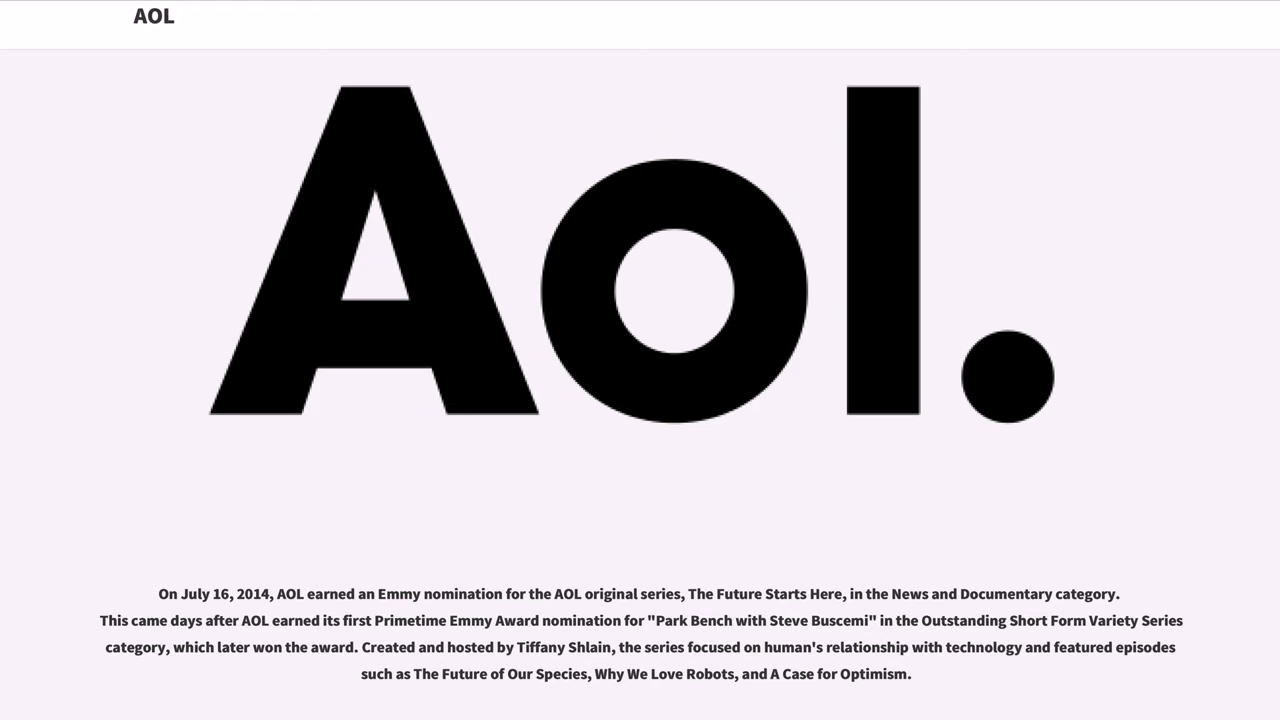 AOL
Aol.
On July 16, 2014, AOL earned an Emmy nomination for the AOL original series, The Future Starts Here, in the News and Documentary category.
This came days after AOL earned its first Primetime Emmy Award nomination for "Park Bench with Steve Buscemi" in the Outstanding Short Form Variety Series
category, which later won the award. Created and hosted by Tiffany Shlain, the series focused on human's relationship with technology and featured episodes
such as The Future of Our Species, Why We Love Robots, and A Case for Optimism.